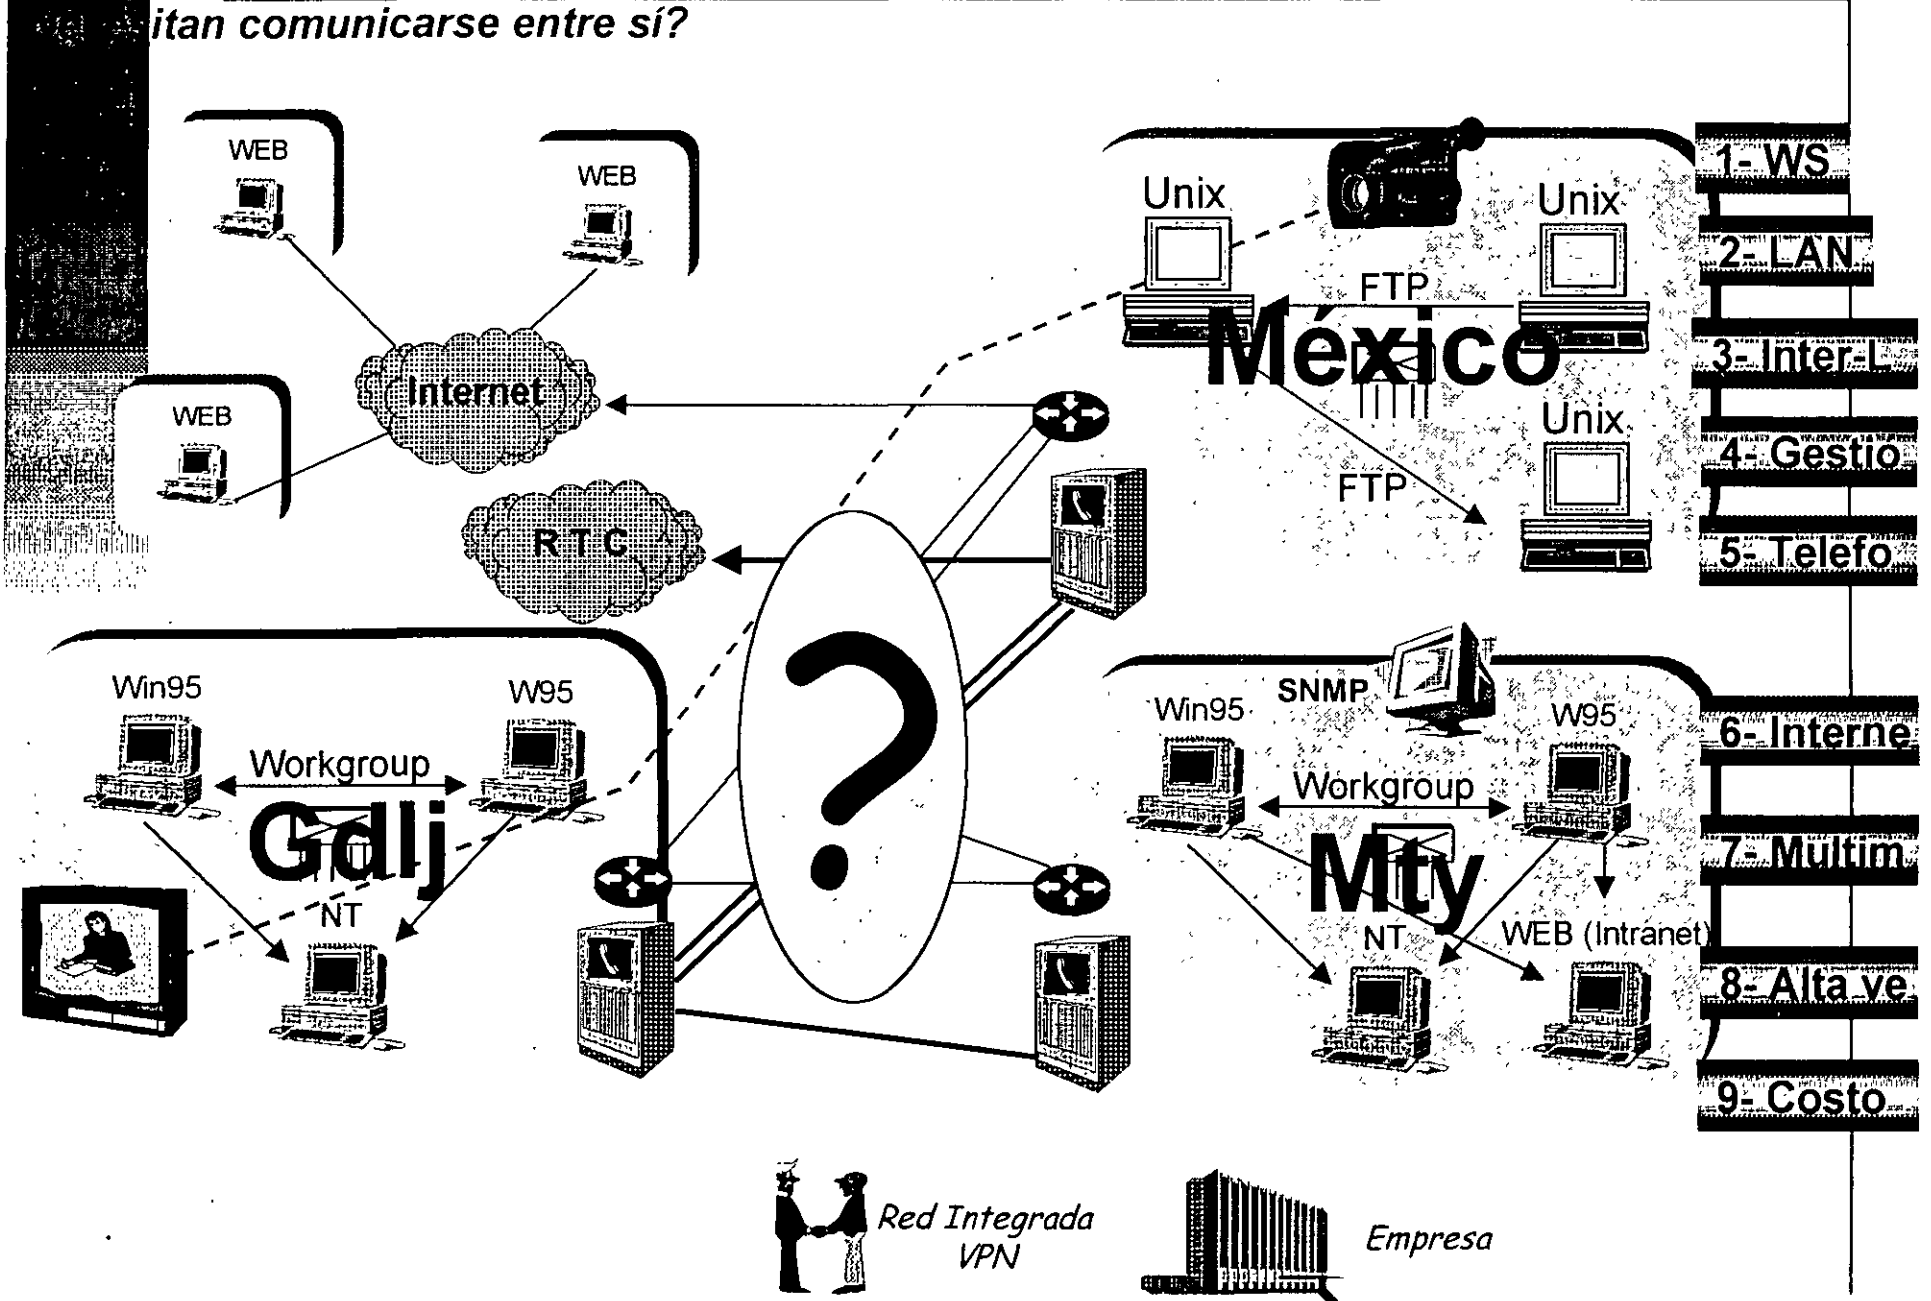 itan comunicarse entre sí?
WEB
WEB
WEB
Internet
R T C
Unix
Unix
FTP
México
Unix
FTP
1- WS
2- LAN
3- Inter-L
4- Gestio
5- Telefo
6- Interne
7- Multim
8- Alta ve
9- Costo
Win95
W95
Workgroup
Gdlj
NT
?
SNMP
Win95
W95
Workgroup
Mty
NT
WEB (Intranet)
Red Integrada
VPN
Empresa